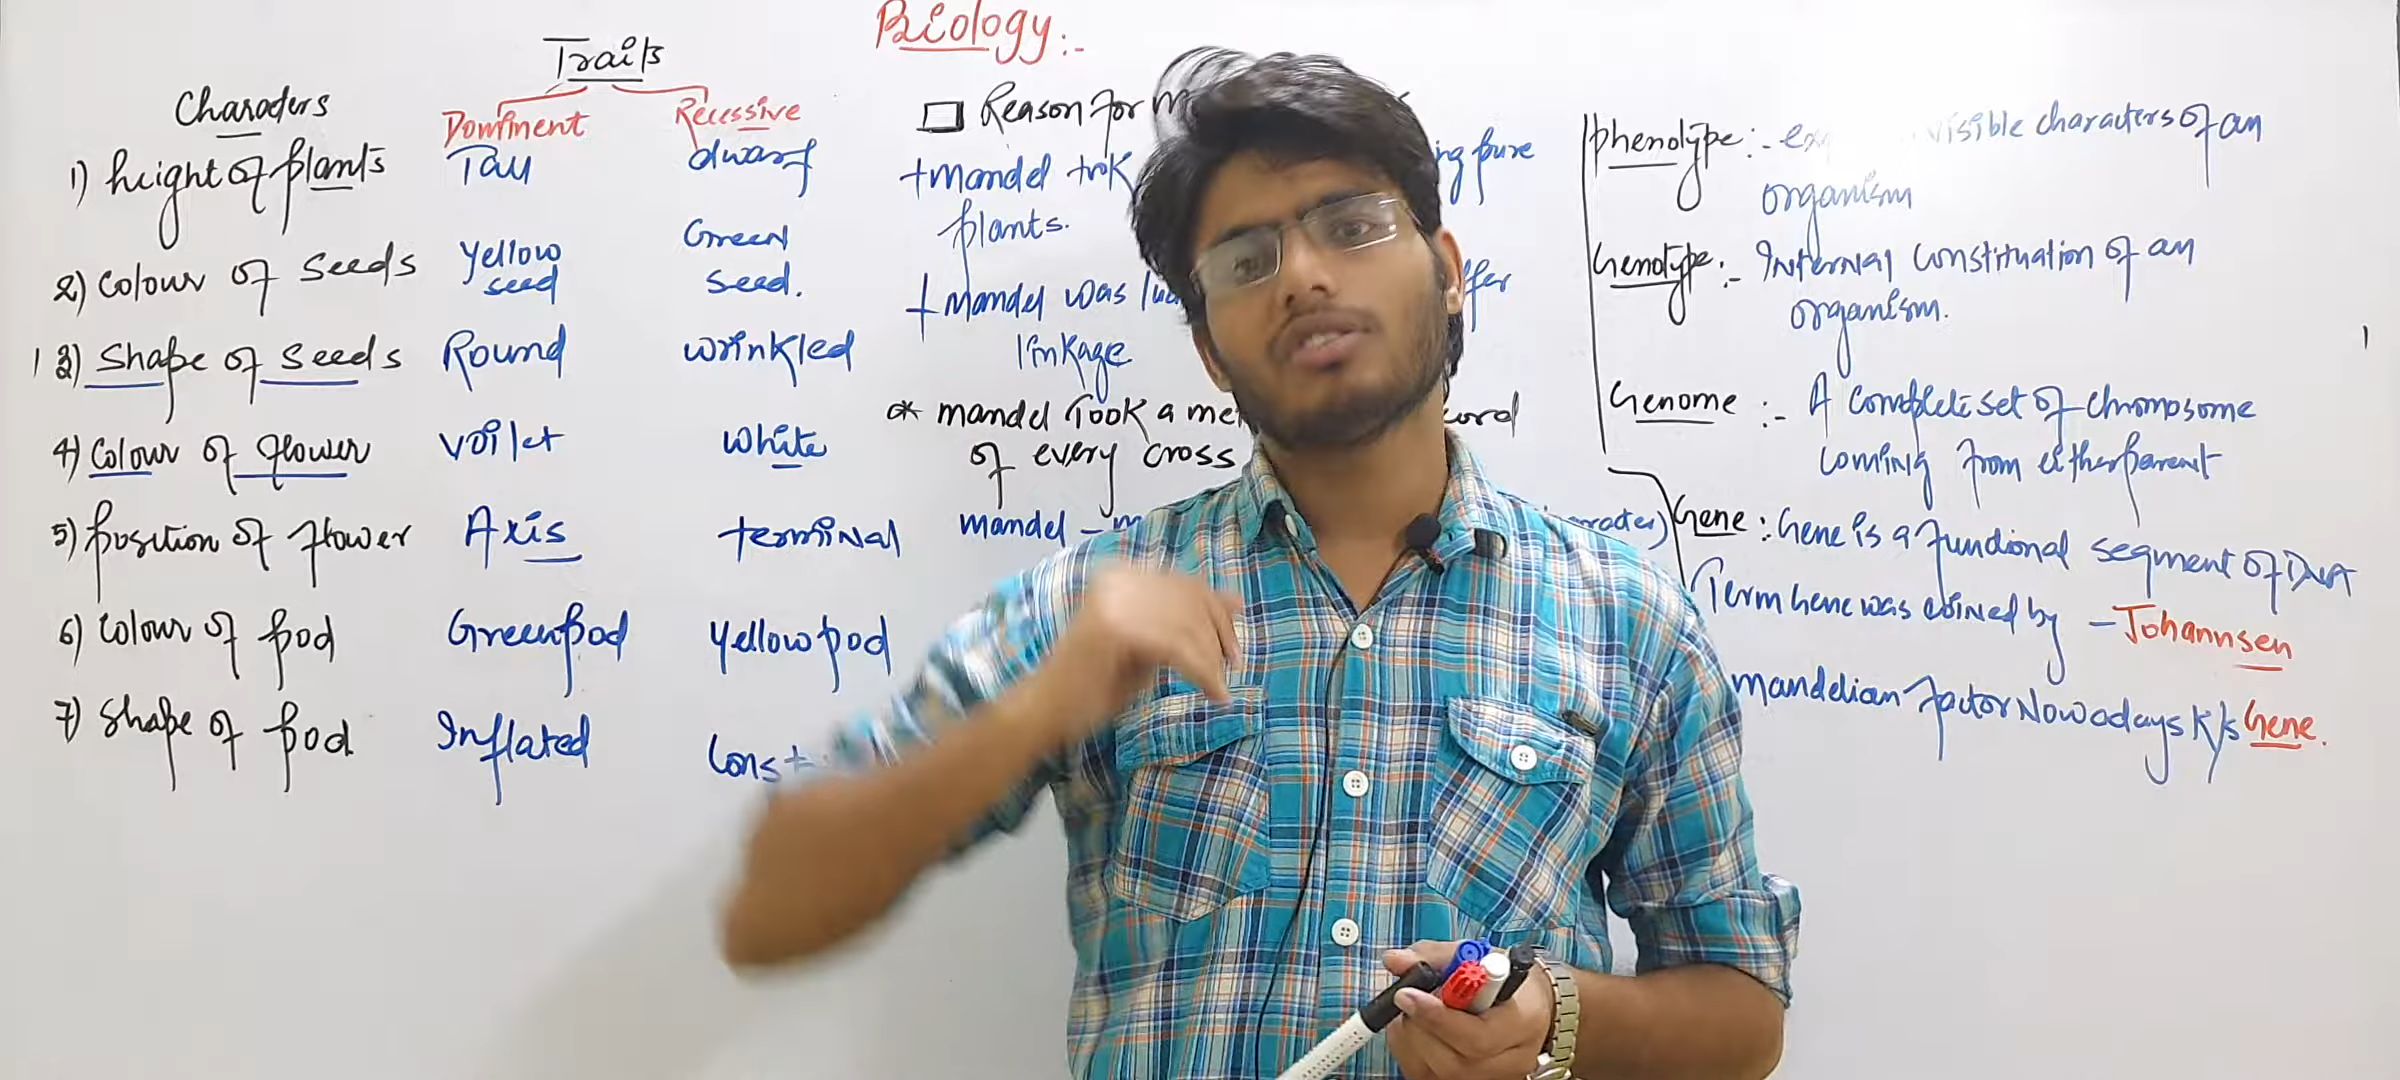 Biology:-
Traits
Characters
Dominent
Recessive
1) height of plants
Tall
dwarf
2) Colour of Seeds
Yellow
seed
Green
Seed.
3) Shape of Seeds
Round
wrinkled
4) Colour of flower
voilet
white
5) Position of flower
Axis
terminal
6) Colour of pod
Green pod
Yellow pod
7) Shape of pod
Inflated
Reason for
mandel
pure
plants.
mandel was
linkage
* mandel Took a
of every cross
mandel -
phenotype:- visible characters of an
organism
Genotype:- Internal Constituation of an
organism.
Genome :- A complete set of chromosome
coming from either parent
Gene: Gene is a functional segment of DNA
Term Gene was coined by - Johannsen
mandelian factor Nowadays K/s Gene.